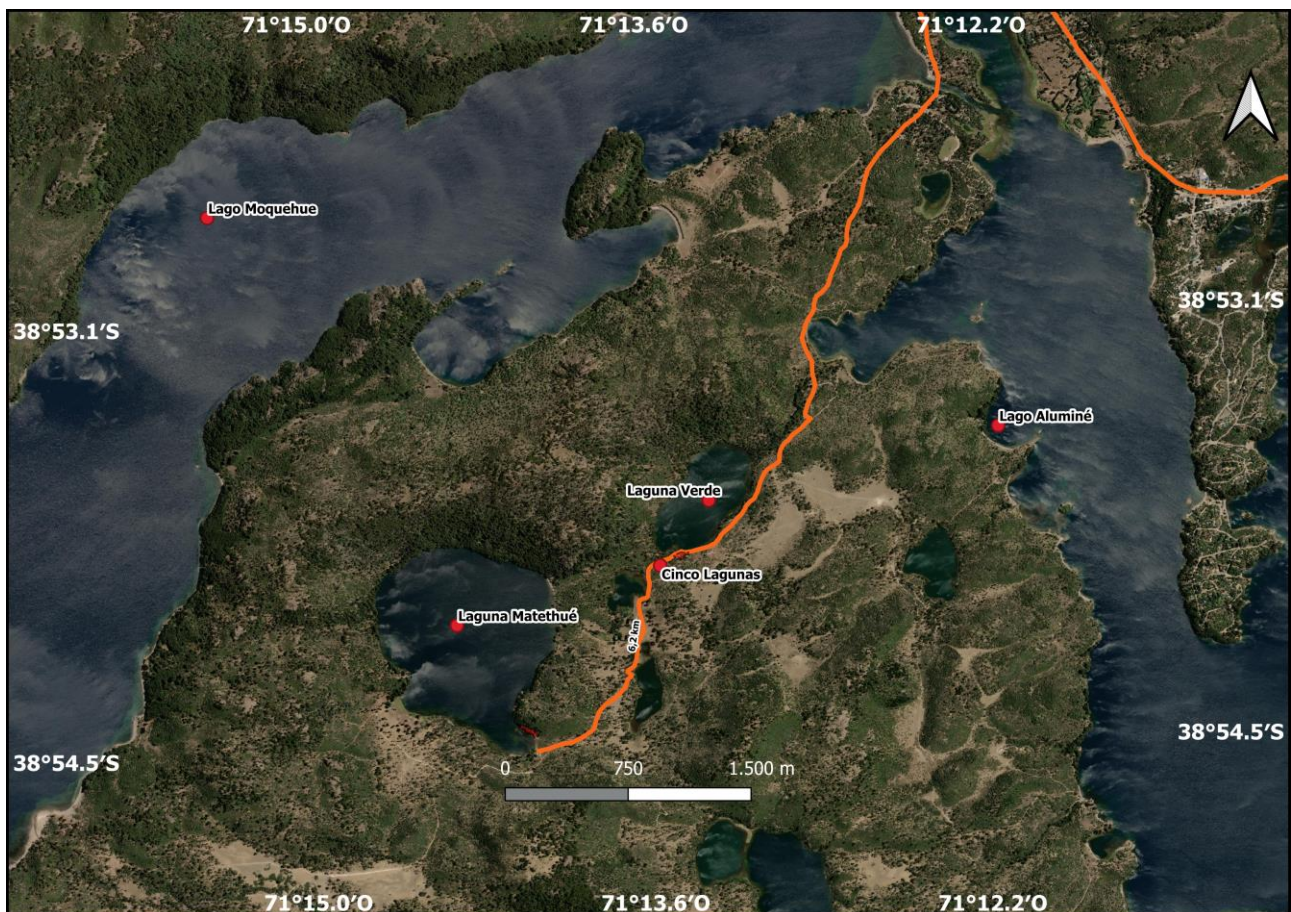 71°15.0′O
71°13.6′O
71°12.2′O
Lago Moquehue
38°53.1′S
38°53.1′S
Lago Aluminé
Laguna Verde
Cinco Lagunas
Laguna Matethué
6,2 km
38°54.5′S
38°54.5′S
0 750 1.500 m
71°15.0′O
71°13.6′O
71°12.2′O